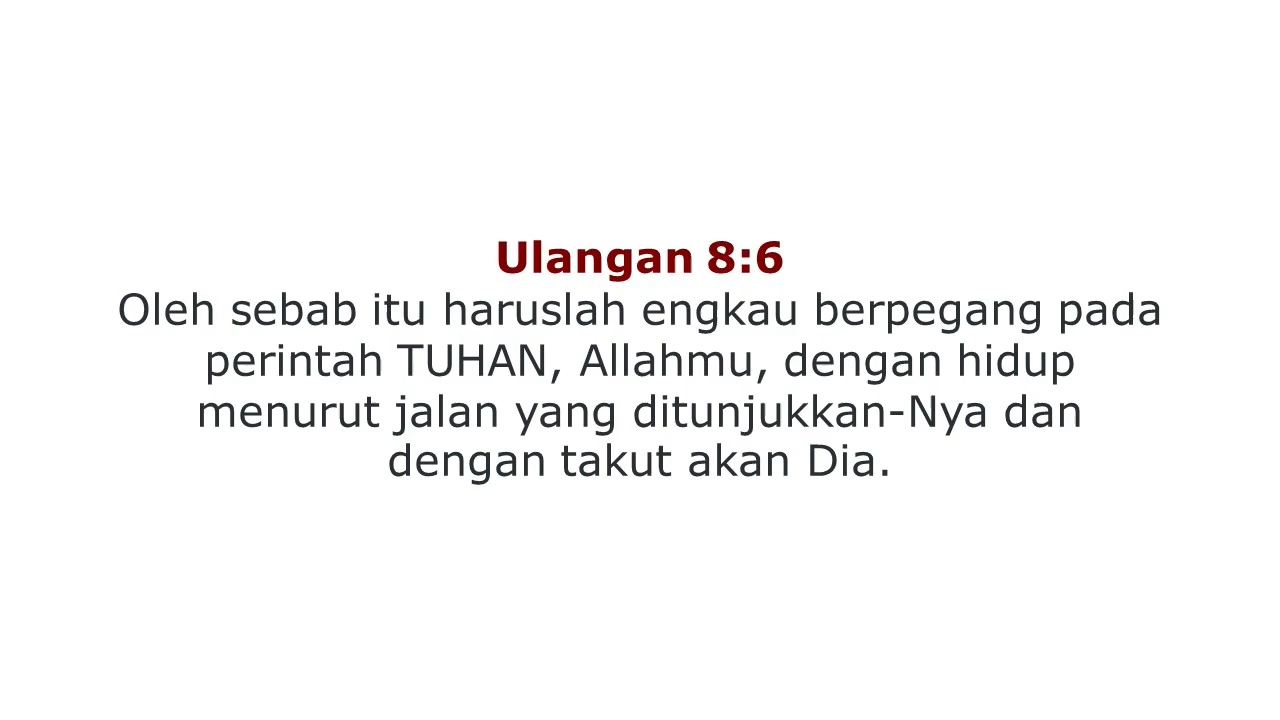 Ulangan 8:6
Oleh sebab itu haruslah engkau berpegang pada
perintah TUHAN, Allahmu, dengan hidup
menurut jalan yang ditunjukkan-Nya dan
dengan takut akan Dia.